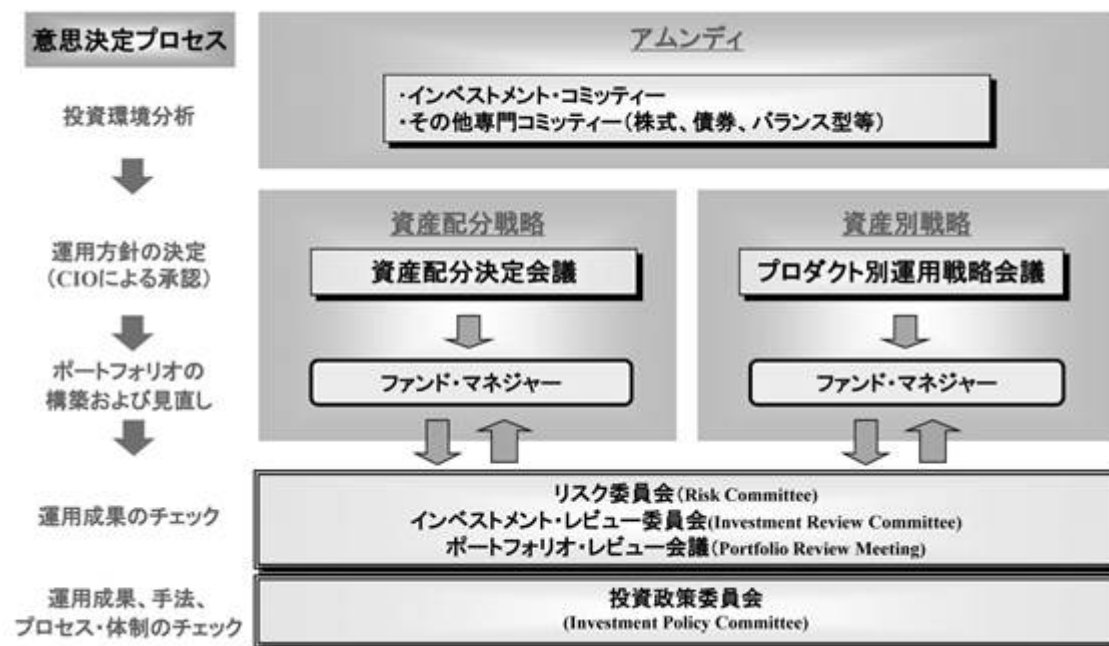 意思決定プロセス
アムンディ
投資環境分析
・インベストメント・コミッティー
・その他専門コミッティー(株式、債券、バランス型等)
資産配分戦略
資産別戦略
運用方針の決定
(CIOによる承認)
資産配分決定会議
プロダクト別運用戦略会議
ポートフォリオの
構築および見直し
ファンド・マネジャー
ファンド・マネジャー
運用成果のチェック
リスク委員会(Risk Committee)
インベストメント・レビュー委員会(Investment Review Committee)
ポートフォリオ・レビュー会議(Portfolio Review Meeting)
運用成果、手法、
プロセス・体制のチェック
投資政策委員会
(Investment Policy Committee)